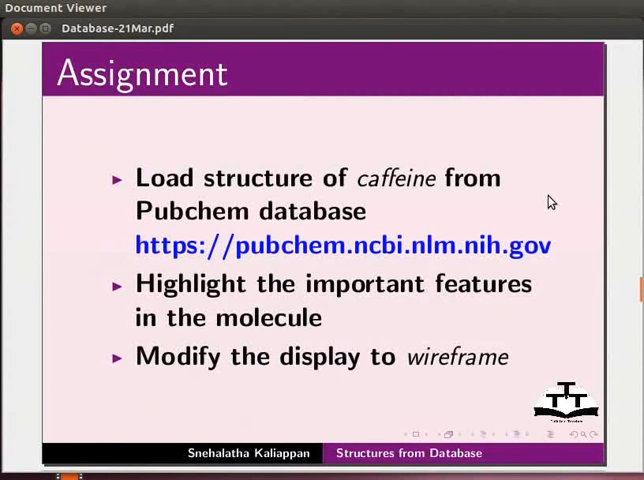 Document Viewer
Database-21Mar.pdf
Assignment
Load structure of caffeine from
Pubchem database
https://pubchem.ncbi.nlm.nih.gov
Highlight the important features
in the molecule
Modify the display to wireframe
Snehalatha Kaliappan
Structures from Database